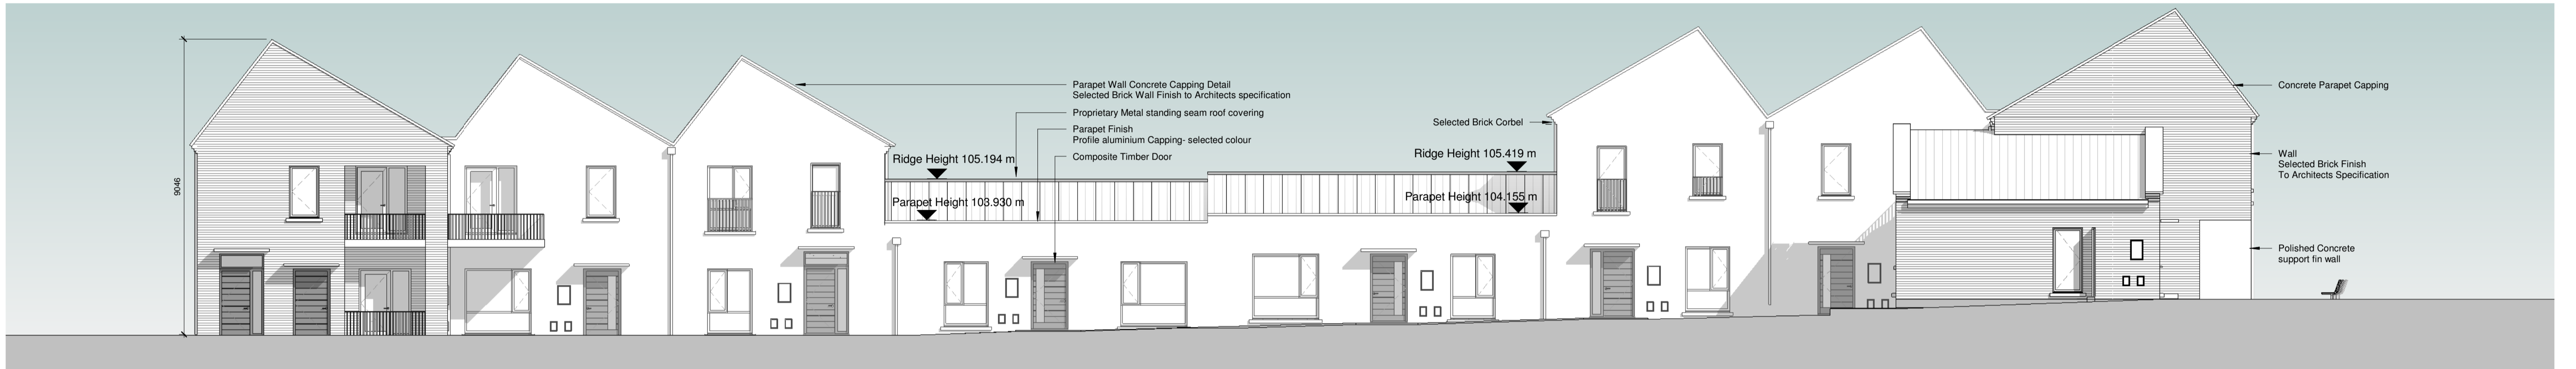 9046
Parapet Wall Concrete Capping Detail
Selected Brick Wall Finish to Architects specification
Proprietary Metal standing seam roof covering
Parapet Finish
Profile aluminium Capping- selected colour
Composite Timber Door
Ridge Height 105.194 m
Parapet Height 103.930 m
Selected Brick Corbel
Ridge Height 105.419 m
Parapet Height 104.155 m
Concrete Parapet Capping
Wall
Selected Brick Finish
To Architects Specification
Polished Concrete
support fin wall